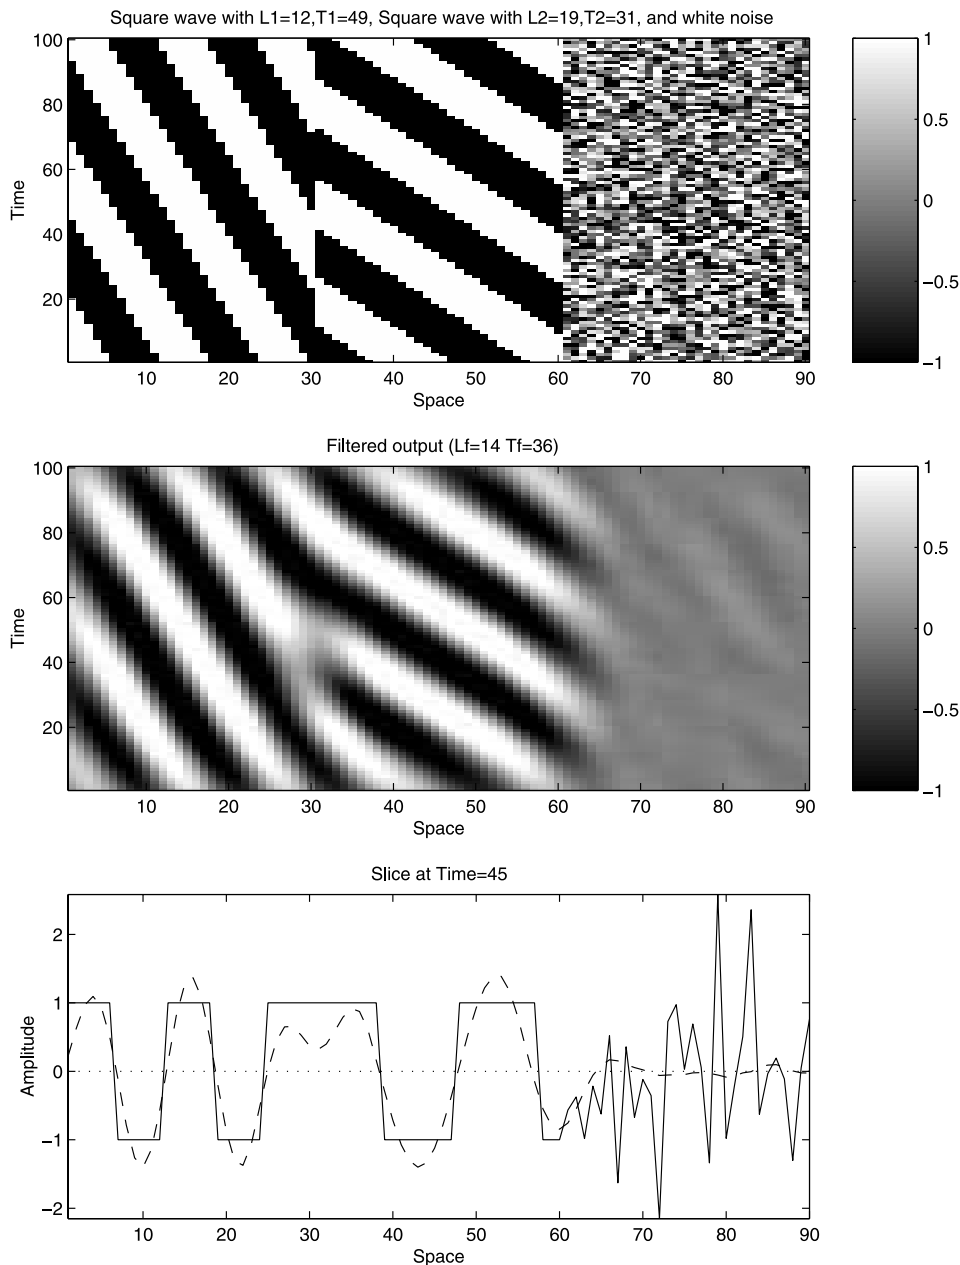 Square wave with L1=12,T1=49, Square wave with L2=19,T2=31, and white noise
100
80
60
40
20
Time
10 20 30 40 50 60 70 80 90
Space
1
0.5
0
−0.5
−1
Filtered output (Lf=14 Tf=36)
100
80
60
40
20
Time
10 20 30 40 50 60 70 80 90
Space
1
0.5
0
−0.5
−1
Slice at Time=45
2
1
0
−1
−2
Amplitude
10 20 30 40 50 60 70 80 90
Space